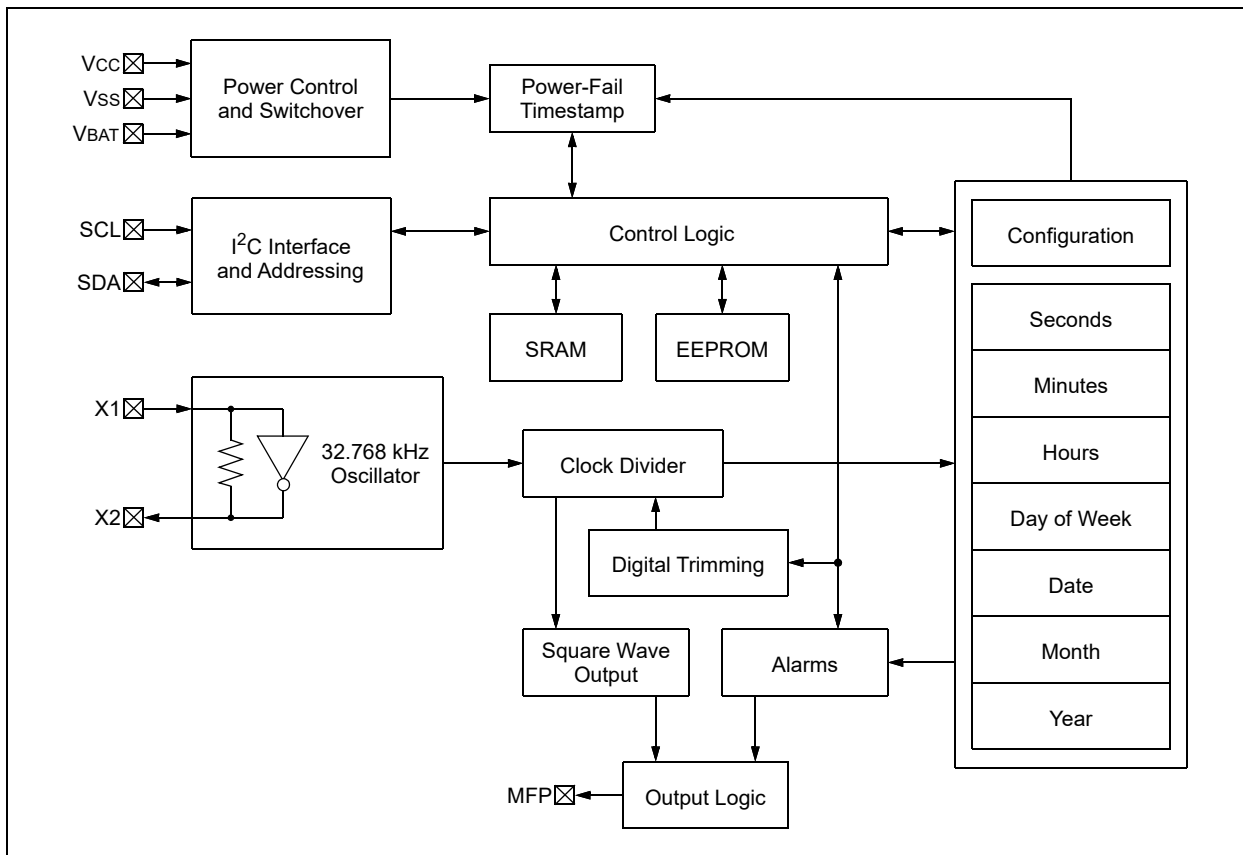 VCC
VSS
VBAT
Power Control
and Switchover
Power-Fail
Timestamp
SCL
SDA
I2C Interface
and Addressing
Control Logic
Configuration
SRAM
EEPROM
Seconds
Minutes
Hours
Day of Week
Date
Month
Year
X1
X2
32.768 kHz
Oscillator
Clock Divider
Digital Trimming
Square Wave
Output
Alarms
MFP
Output Logic